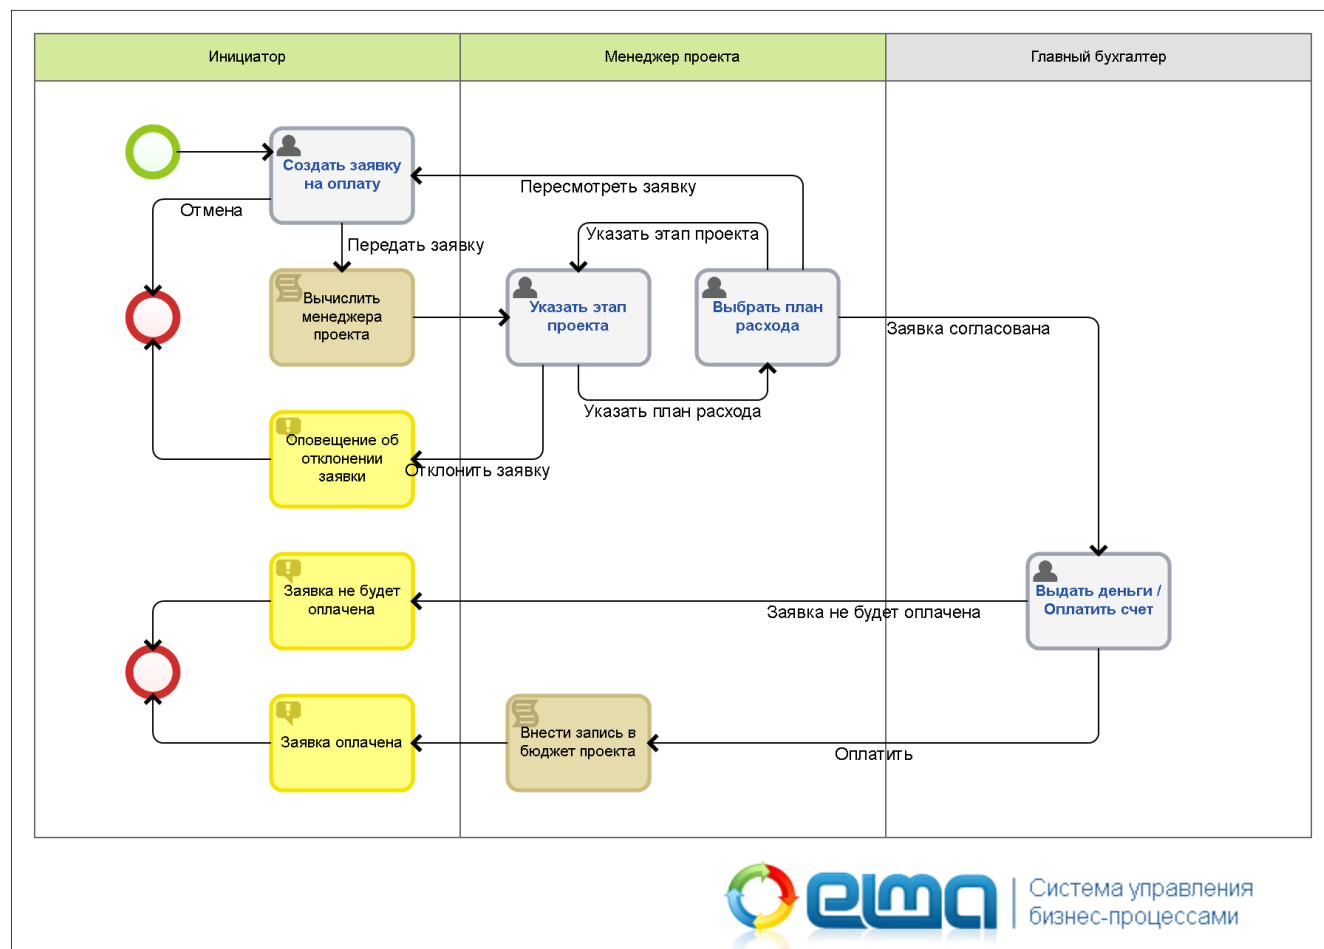 Инициатор
Менеджер проекта
Главный бухгалтер
Создать заявку
на оплату
Пересмотреть заявку
Отмена
Указать этап проекта
Передать заявку
Вычислить
менеджера
проекта
Указать этап
проекта
Выбрать план
расхода
Заявка согласована
Указать план расхода
Оповещение об
отклонении
заявки
Отклонить заявку
Заявка не будет
оплачена
Заявка не будет оплачена
Выдать деньги /
Оплатить счет
Заявка оплачена
Внести запись в
бюджет проекта
Оплатить
elma
Система управления
бизнес-процессами